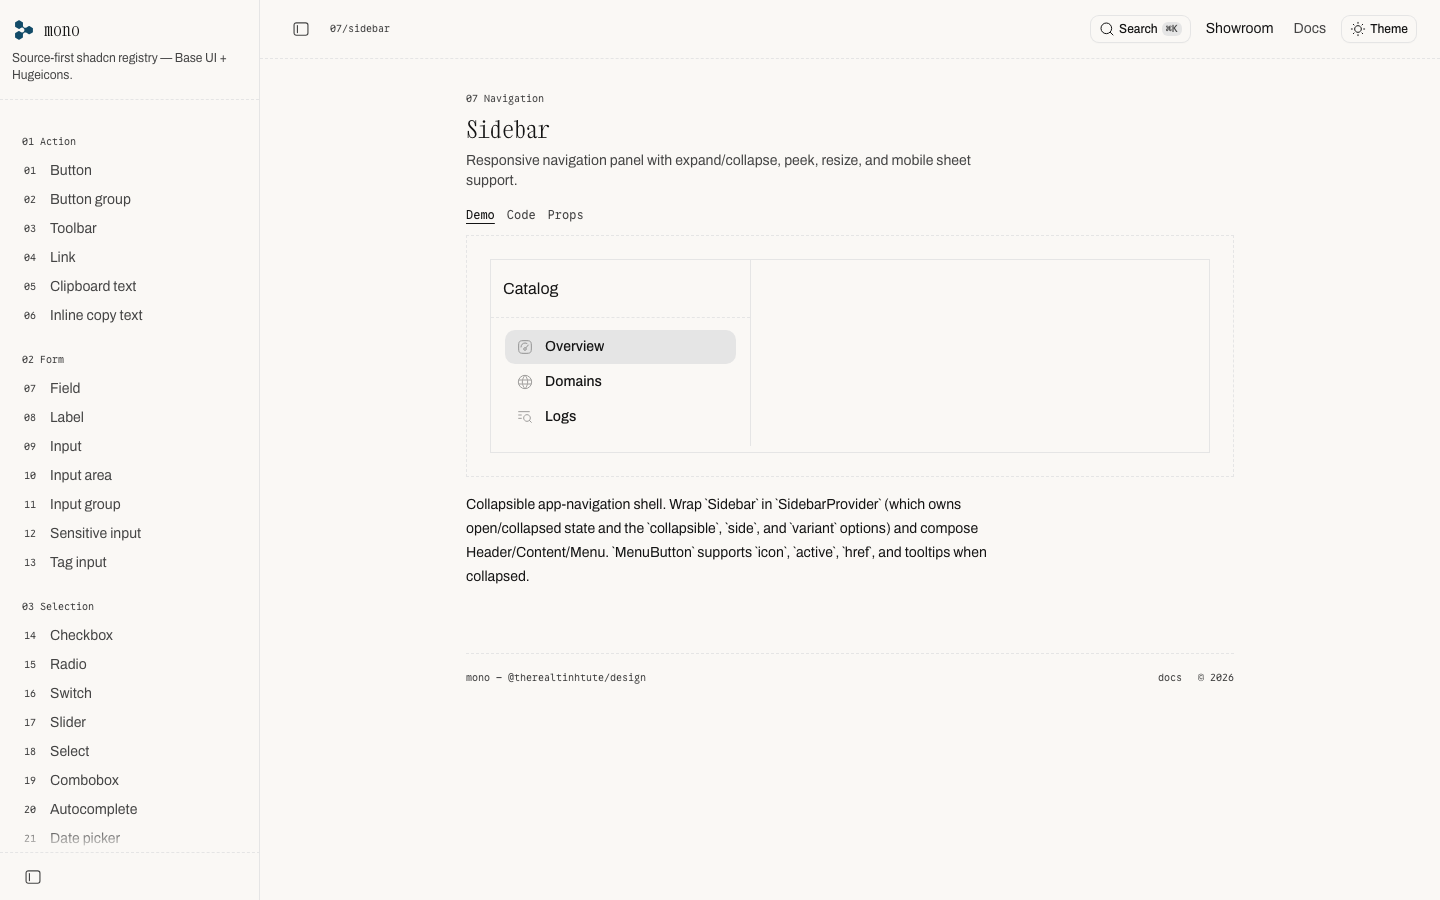 mono
Source-first shadcn registry — Base UI +
Hugeicons.
01 Action
01 Button
02 Button group
03 Toolbar
04 Link
05 Clipboard text
06 Inline copy text
02 Form
07 Field
08 Label
09 Input
10 Input area
11 Input group
12 Sensitive input
13 Tag input
03 Selection
14 Checkbox
15 Radio
16 Switch
17 Slider
18 Select
19 Combobox
20 Autocomplete
21 Date picker
07/sidebar
Search ⌘K
Showroom
Docs
Theme
07 Navigation
Sidebar
Responsive navigation panel with expand/collapse, peek, resize, and mobile sheet
support.
Demo Code Props
Catalog
Overview
Domains
Logs
Collapsible app-navigation shell. Wrap `Sidebar` in `SidebarProvider` (which owns
open/collapsed state and the `collapsible`, `side`, and `variant` options) and compose
Header/Content/Menu. `MenuButton` supports `icon`, `active`, `href`, and tooltips when
collapsed.
mono — @therealtinhtute/design
docs © 2026